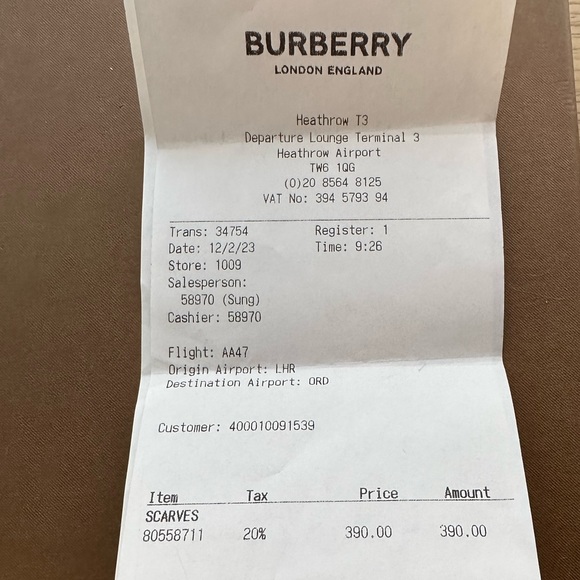 BURBERRY
LONDON ENGLAND
Heathrow T3
Departure Lounge Terminal 3
Heathrow Airport
TW6 1QG
(0)20 8564 8125
VAT No: 394 5793 94
Trans: 34754 Register: 1
Date: 12/2/23 Time: 9:26
Store: 1009
Salesperson:
58970 (Sung)
Cashier: 58970
Flight: AA47
Origin Airport: LHR
Destination Airport: ORD
Customer: 400010091539
Item Tax Price Amount
SCARVES
80558711 20% 390.00 390.00